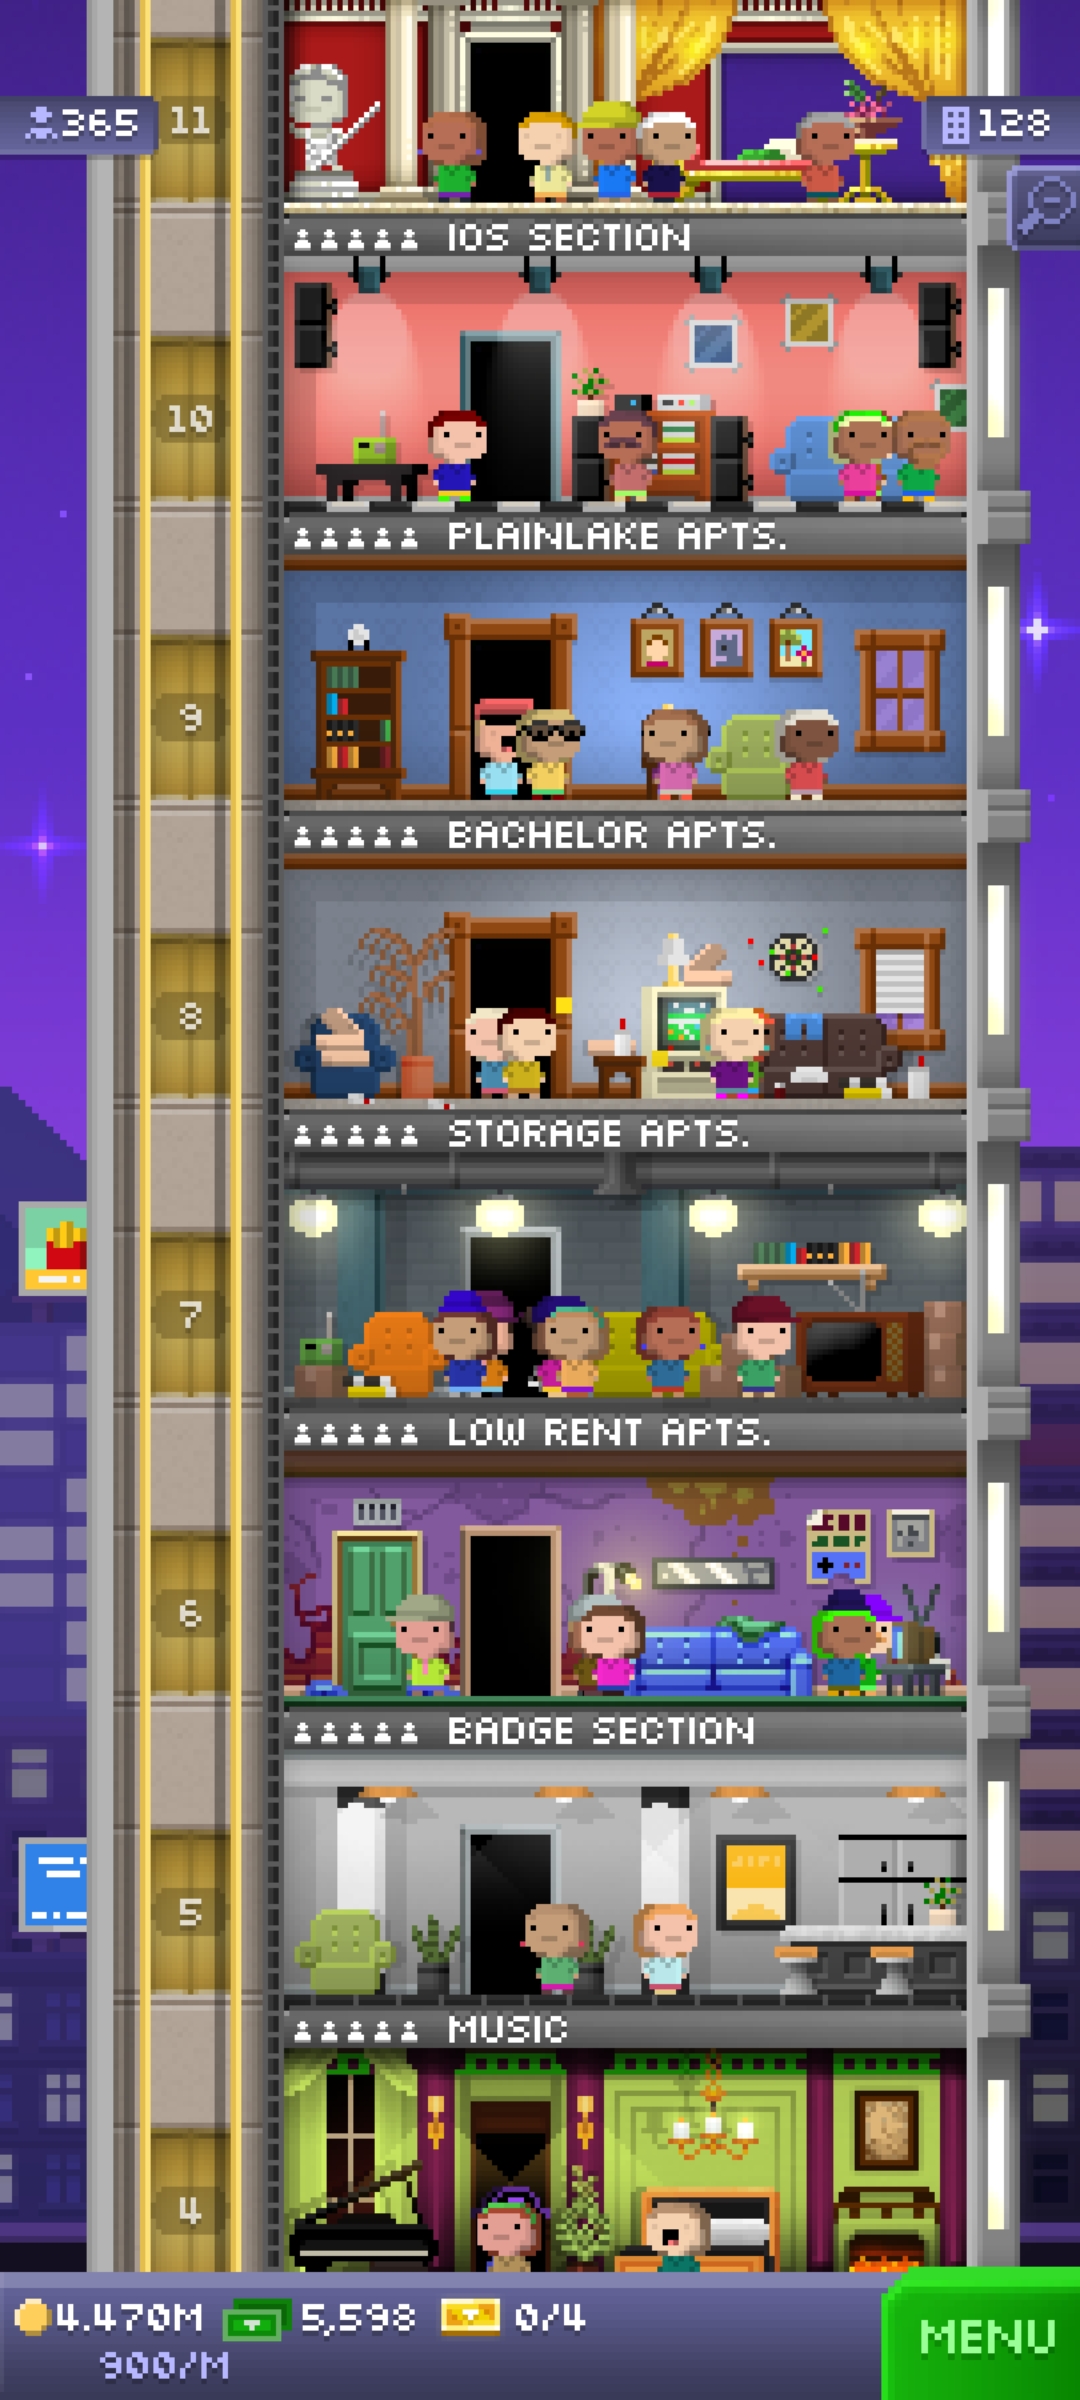 365
11
128
IOS SECTION
10
PLAINLAKE APTS.
9
BACHELOR APTS.
8
STORAGE APTS.
7
LOW RENT APTS.
6
BADGE SECTION
5
MUSIC
4
4.470M 5,598 0/4
900/M
MENU